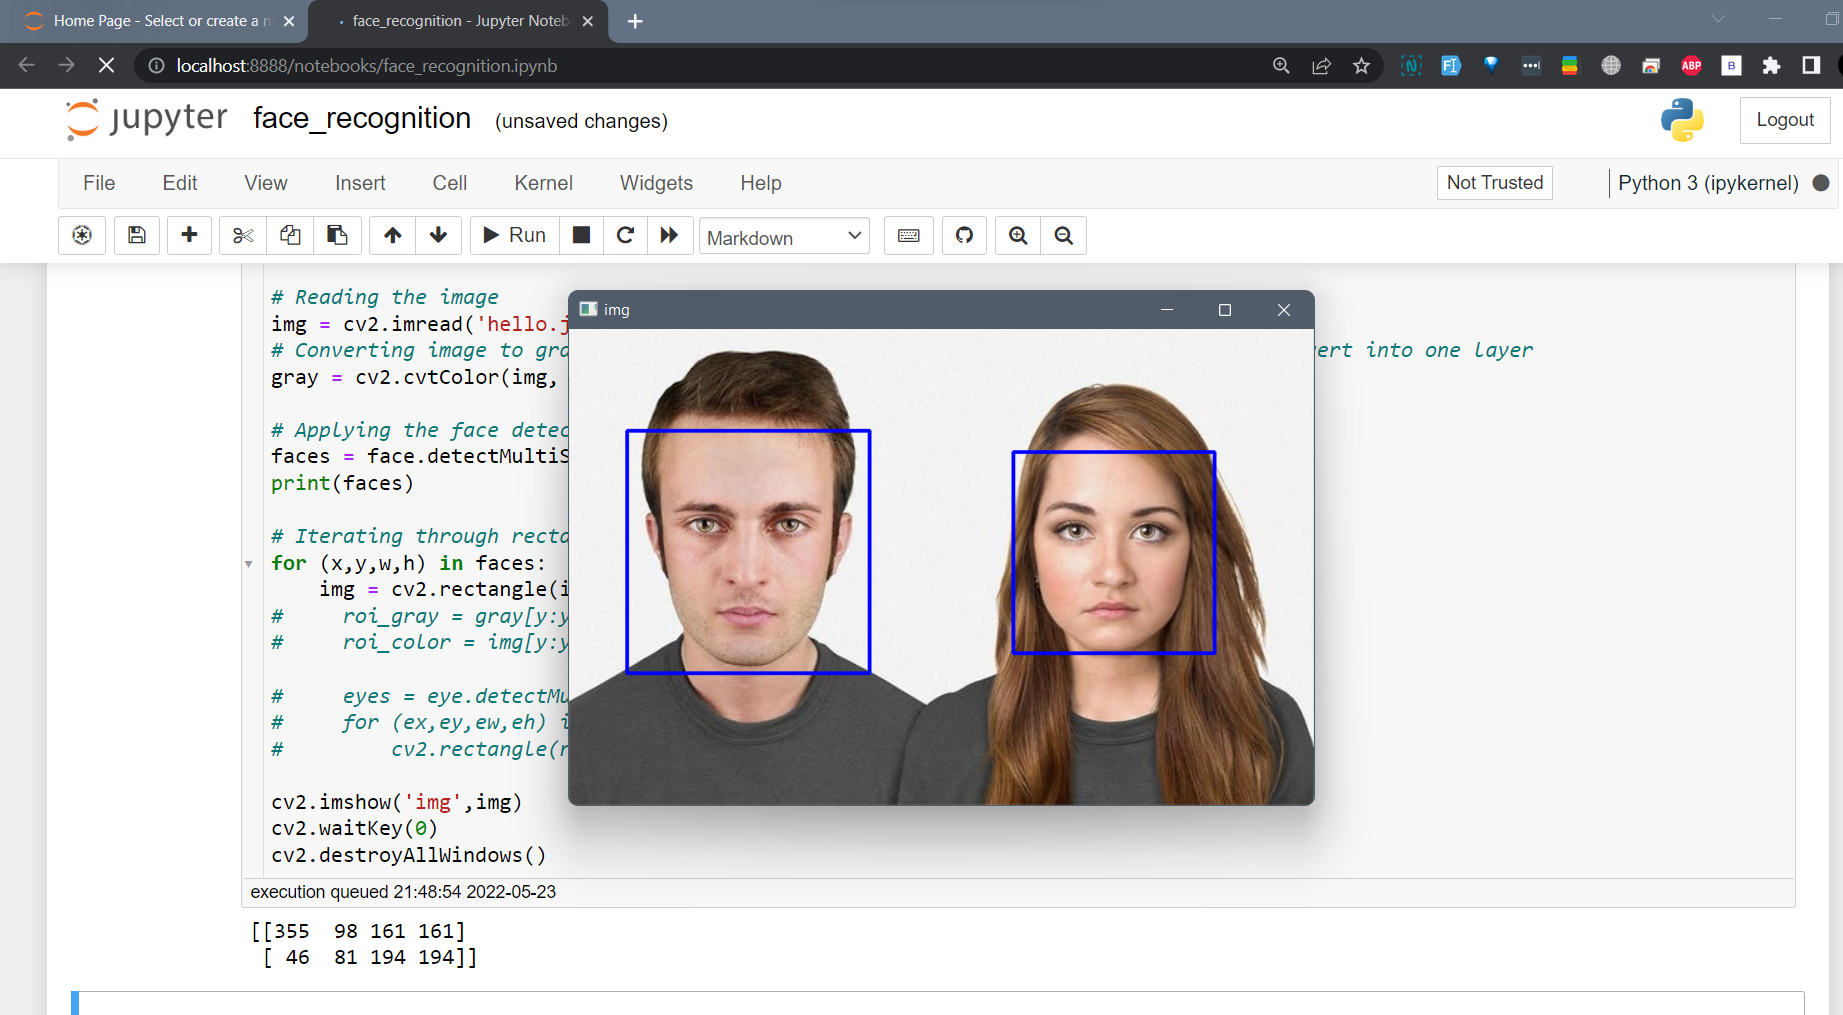 Home Page - Select or create a n
face_recognition - Jupyter Noteb
localhost:8888/notebooks/face_recognition.ipynb
ABP
B
jupyter face_recognition (unsaved changes)
Logout
File Edit View Insert Cell Kernel Widgets Help
Not Trusted
Python 3 (ipykernel)
Run
Markdown
# Reading the image
img = cv2.imread('hello.j
# Converting image to gra
ert into one layer
gray = cv2.cvtColor(img,
# Applying the face detec
faces = face.detectMultiS
print(faces)
# Iterating through recta
for (x,y,w,h) in faces:
    img = cv2.rectangle(i
#     roi_gray = gray[y:y
#     roi_color = img[y:y
#     eyes = eye.detectMu
#     for (ex,ey,ew,eh) i
#         cv2.rectangle(r
cv2.imshow('img',img)
cv2.waitKey(0)
cv2.destroyAllWindows()
img
execution queued 21:48:54 2022-05-23
[[355  98 161 161]
 [ 46  81 194 194]]